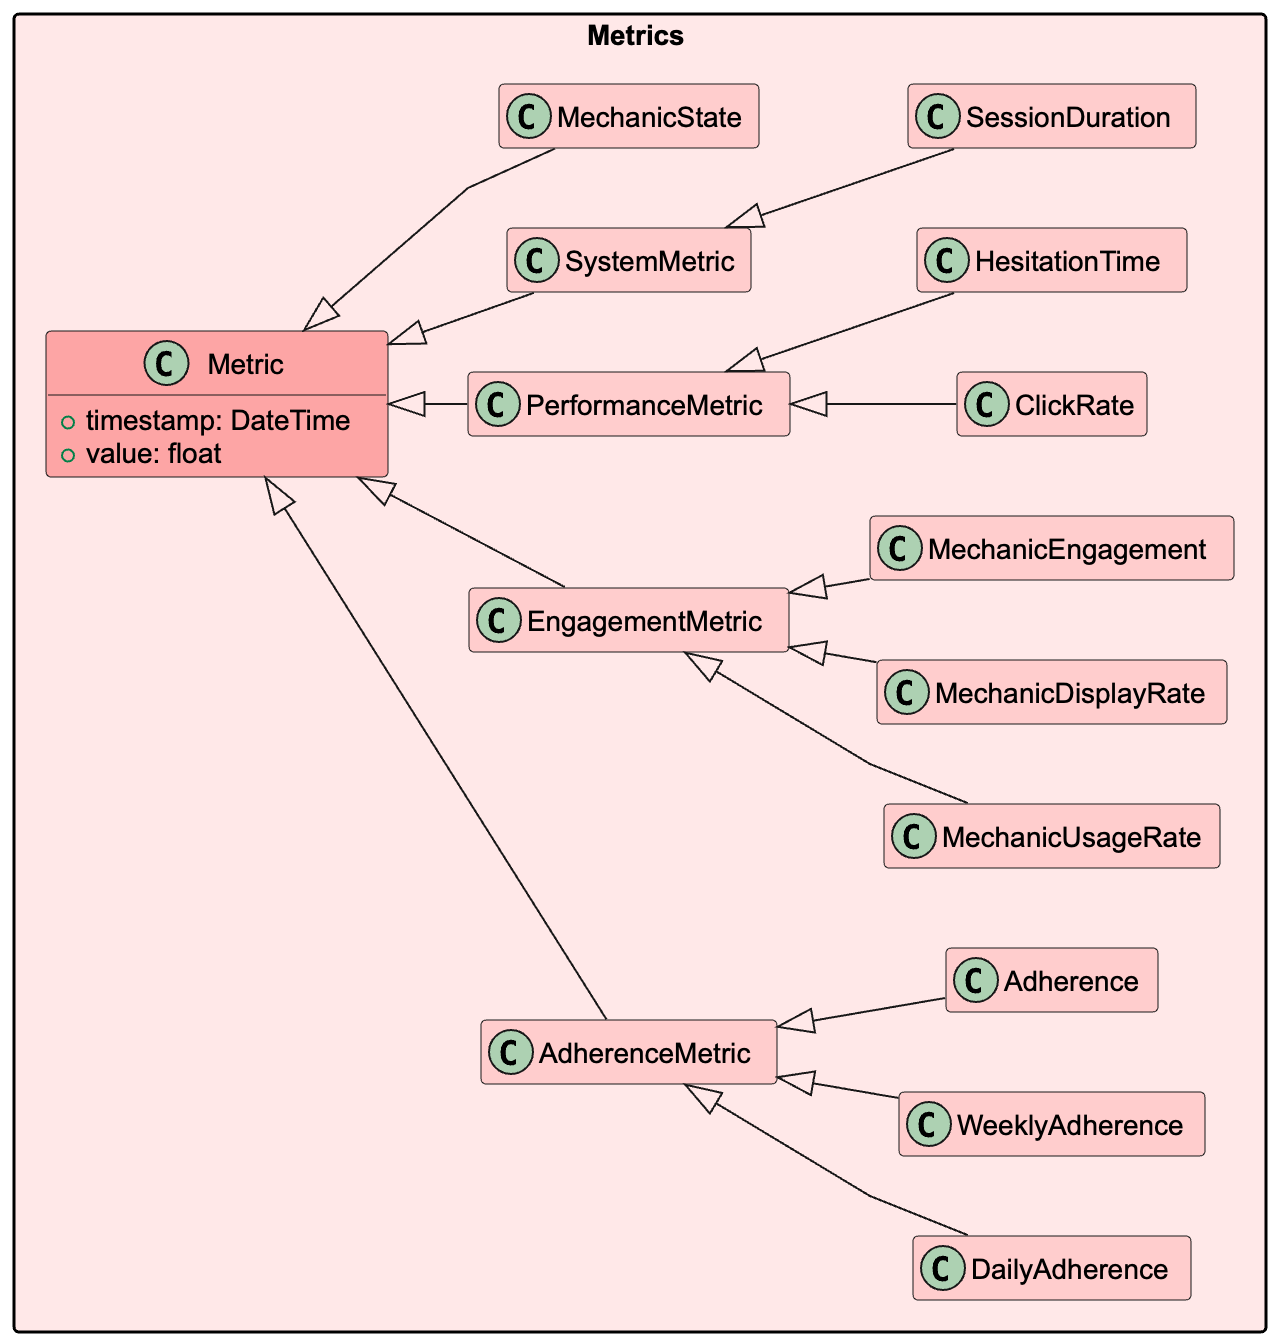 Metrics
C MechanicState
C SessionDuration
C SystemMetric
C HesitationTime
C Metric
timestamp: DateTime
value: float
C PerformanceMetric
C ClickRate
C MechanicEngagement
C EngagementMetric
C MechanicDisplayRate
C MechanicUsageRate
C Adherence
C AdherenceMetric
C WeeklyAdherence
C DailyAdherence